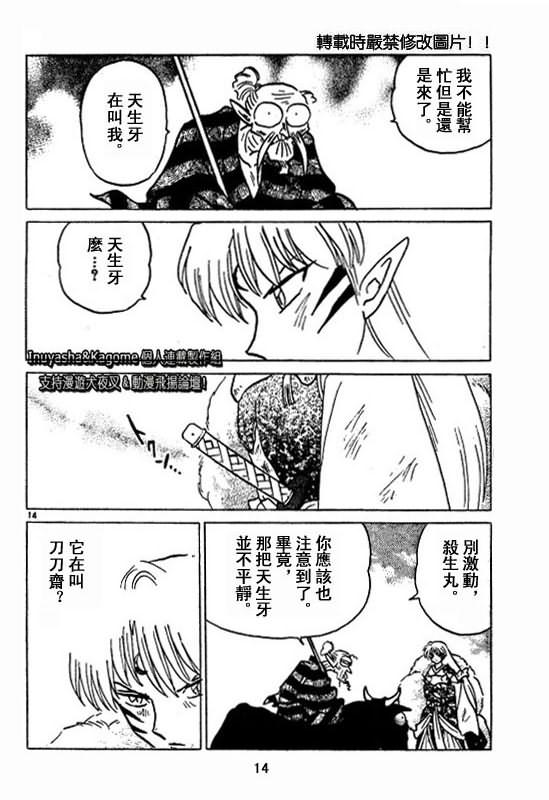 轉載時嚴禁修改圖片!!
我不能幫
忙但是還
是來了。
天生牙
在叫我。
天生牙
麼…?
Inuyasha&Kagome 個人連載製作組
支持漫遊犬夜叉 & 動漫飛揚論壇!
ドクン…
14
別激動,
殺生丸。
你應該也
注意到了。
畢竟,
那把天生牙
並不平靜。
它在叫
刀刀齋?
14